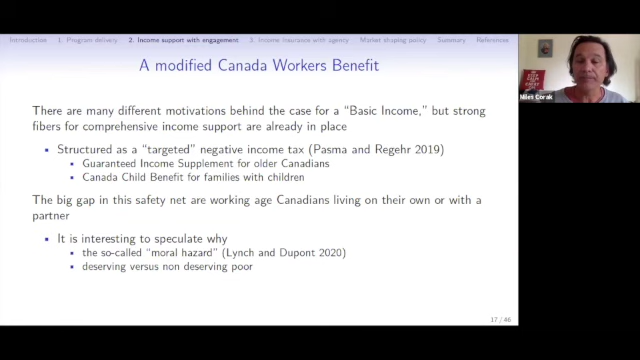 Introduction 1. Program delivery 2. Income support with engagement 3. Income insurance with agency Market shaping policy Summary References
A modified Canada Workers Benefit
There are many different motivations behind the case for a “Basic Income,” but strong
fibers for comprehensive income support are already in place
Structured as a “targeted” negative income tax (Pasma and Regehr 2019)
Guaranteed Income Supplement for older Canadians
Canada Child Benefit for families with children
The big gap in this safety net are working age Canadians living on their own or with a
partner
It is interesting to speculate why
the so-called “moral hazard” (Lynch and Dupont 2020)
deserving versus non deserving poor
17 / 46
Miles Corak